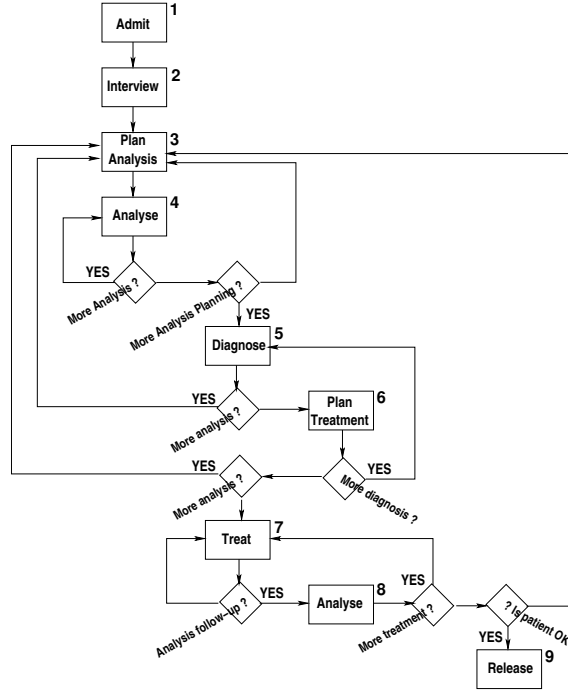 1
Admit
2
Interview
3
Plan
Analysis
4
Analyse
YES
More Analysis ?
More Analysis Planning ?
YES
5
Diagnose
YES
More analysis ?
6
Plan
Treatment
YES
More analysis ?
YES
More diagnosis ?
7
Treat
YES
Analysis follow-up ?
8
Analyse
YES
More treatment ?
? Is patient OK
YES
9
Release